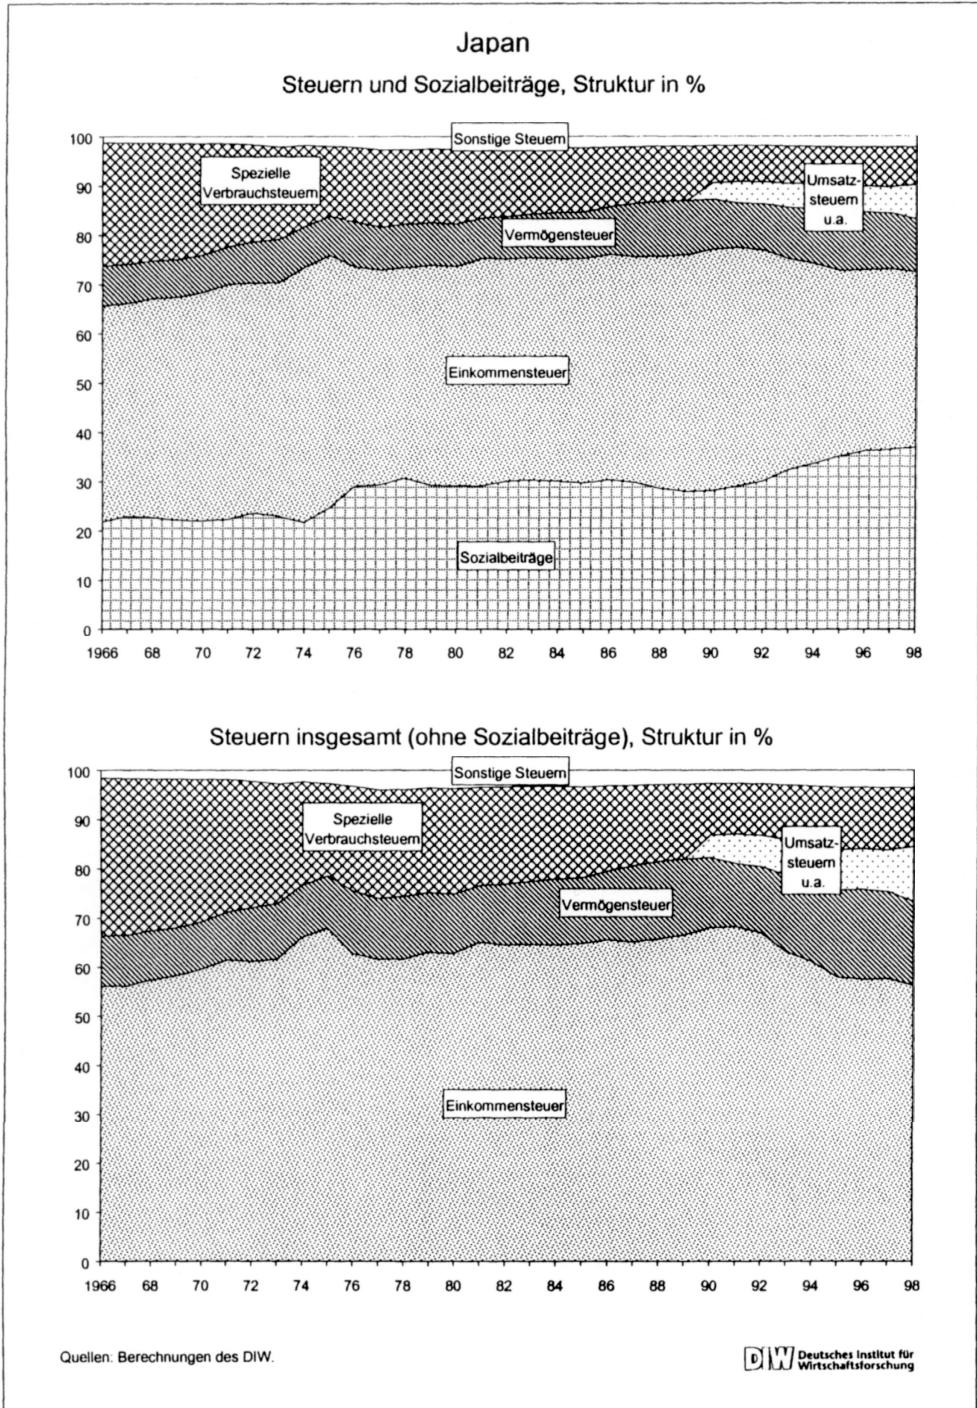 Japan
Steuern und Sozialbeiträge, Struktur in %
100
90
80
70
60
50
40
30
20
10
0
Sonstige Steuern
Spezielle
Verbrauchsteuern
Umsatz-
steuern
u.a.
Vermögensteuer
Einkommensteuer
Sozialbeiträge
1966 68 70 72 74 76 78 80 82 84 86 88 90 92 94 96 98
Steuern insgesamt (ohne Sozialbeiträge), Struktur in %
100
90
80
70
60
50
40
30
20
10
0
Sonstige Steuern
Spezielle
Verbrauchsteuern
Umsatz-
steuern
u.a.
Vermögensteuer
Einkommensteuer
1966 68 70 72 74 76 78 80 82 84 86 88 90 92 94 96 98
Quellen: Berechnungen des DIW.
DIW Deutsches Institut für
Wirtschaftsforschung